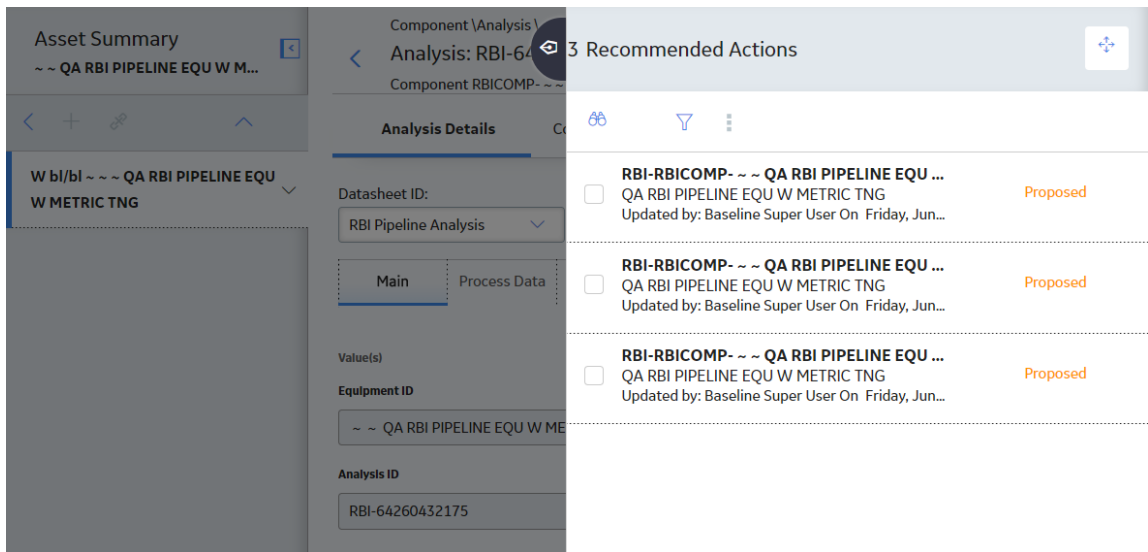 Asset Summary
~ ~ QA RBI PIPELINE EQU W M...
W bl/bl ~ ~ ~ QA RBI PIPELINE EQU
W METRIC TNG
Component \Analysis \
Analysis: RBI-64
Component RBICOMP- ~ ~
Analysis Details
Datasheet ID:
RBI Pipeline Analysis
Main Process Data
Value(s)
Equipment ID
~ ~ QA RBI PIPELINE EQU W ME
Analysis ID
RBI-64260432175
3 Recommended Actions
RBI-RBICOMP- ~ ~ QA RBI PIPELINE EQU ...
QA RBI PIPELINE EQU W METRIC TNG
Updated by: Baseline Super User On Friday, Jun...
Proposed
RBI-RBICOMP- ~ ~ QA RBI PIPELINE EQU ...
QA RBI PIPELINE EQU W METRIC TNG
Updated by: Baseline Super User On Friday, Jun...
Proposed
RBI-RBICOMP- ~ ~ QA RBI PIPELINE EQU ...
QA RBI PIPELINE EQU W METRIC TNG
Updated by: Baseline Super User On Friday, Jun...
Proposed